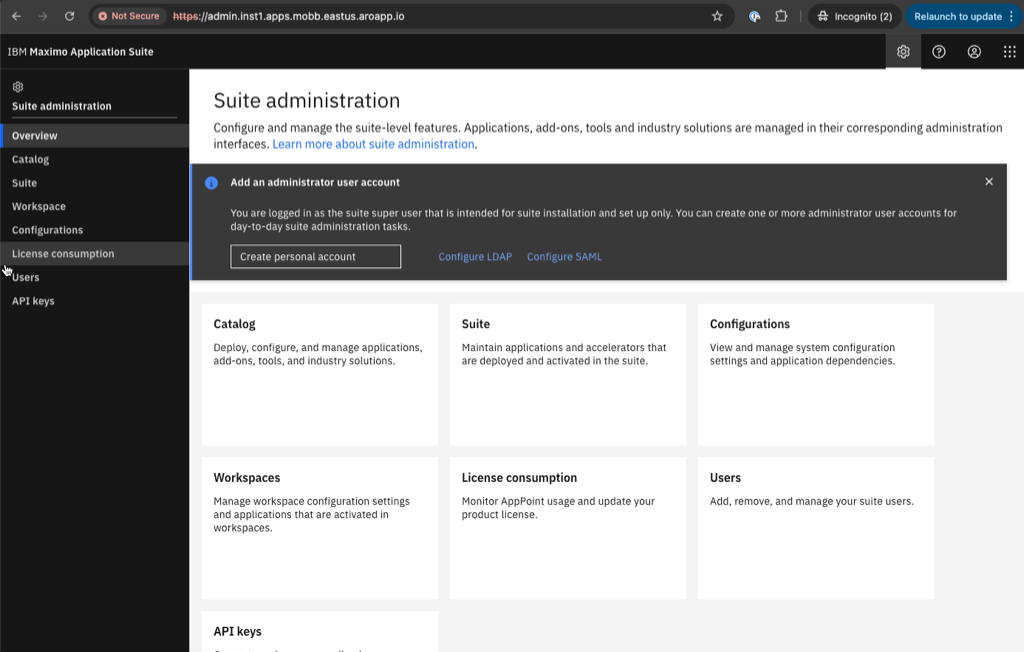 Not Secure
https://admin.inst1.apps.mobb.eastus.aroapp.io
Incognito (2)
Relaunch to update
IBM Maximo Application Suite
Suite administration
Overview
Catalog
Suite
Workspace
Configurations
License consumption
Users
API keys
Suite administration
Configure and manage the suite-level features. Applications, add-ons, tools and industry solutions are managed in their corresponding administration
interfaces. Learn more about suite administration.
Add an administrator user account
You are logged in as the suite super user that is intended for suite installation and set up only. You can create one or more administrator user accounts for
day-to-day suite administration tasks.
Create personal account
Configure LDAP
Configure SAML
Catalog
Deploy, configure, and manage applications,
add-ons, tools, and industry solutions.
Suite
Maintain applications and accelerators that
are deployed and activated in the suite.
Configurations
View and manage system configuration
settings and application dependencies.
Workspaces
Manage workspace configuration settings
and applications that are activated in
workspaces.
License consumption
Monitor AppPoint usage and update your
product license.
Users
Add, remove, and manage your suite users.
API keys